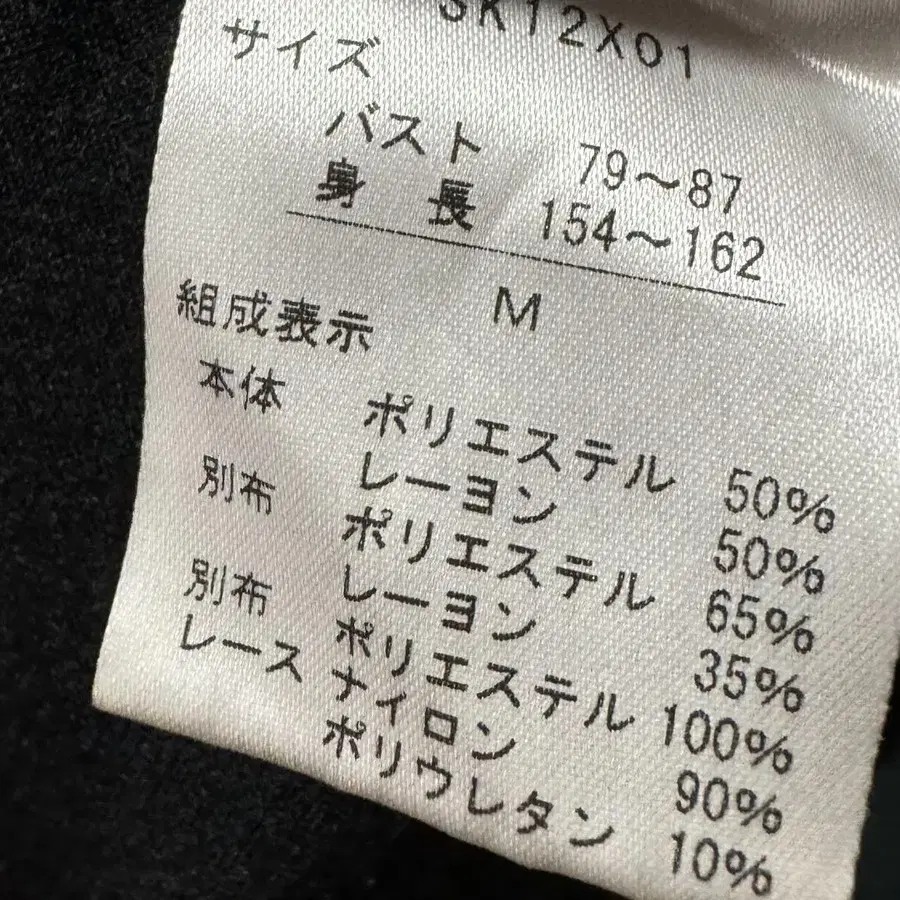 SK12X01
サイズ
バスト 79～87
身長 154～162
M
組成表示
本体 ポリエステル 50%
レーヨン 50%
別布 ポリエステル 65%
レーヨン 35%
別布 ポリエステル 100%
レース ナイロン 90%
ポリウレタン 10%